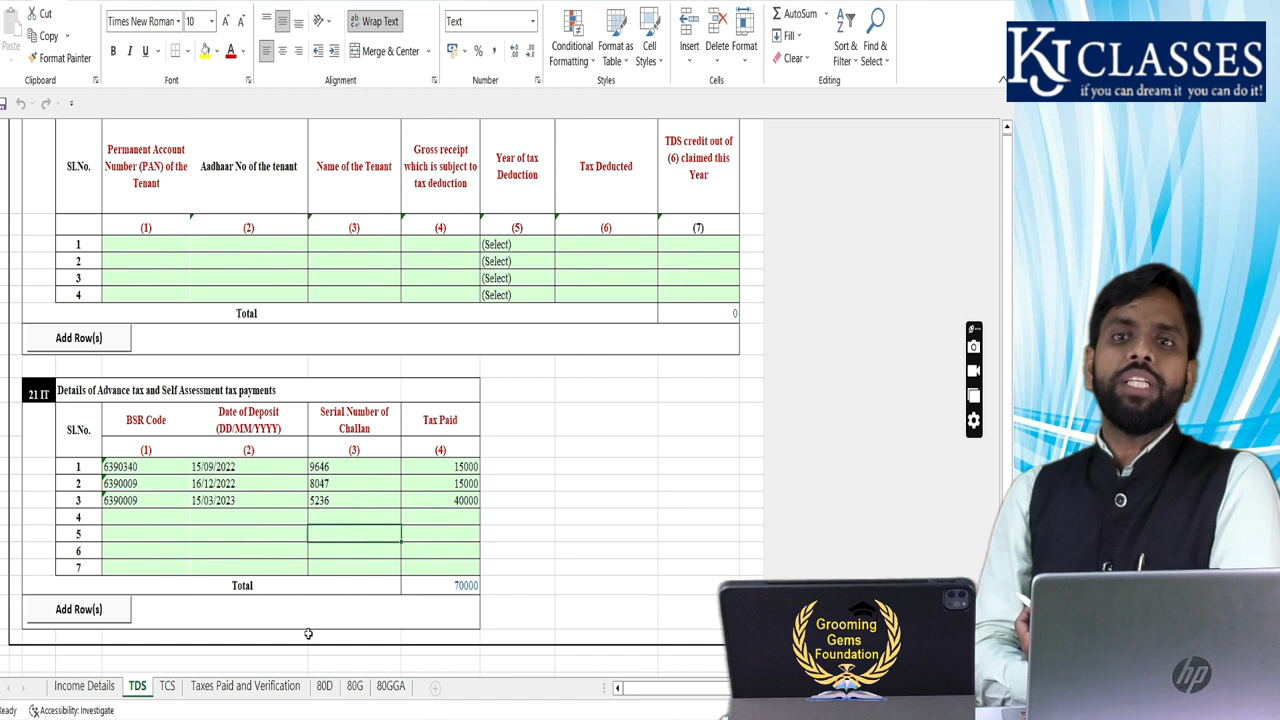 Cut
Copy
Format Painter
Paste
Clipboard
Times New Roman
10
B I U A
Font
Wrap Text
Merge & Center
Alignment
Text
%
Number
Conditional Formatting
Format as Table
Cell Styles
Styles
Insert
Delete
Format
Cells
AutoSum
Fill
Clear
Sort & Filter
Find & Select
Editing
KJ CLASSES
if you can dream it you can do it!
SI.No.
Permanent Account Number (PAN) of the Tenant
Aadhaar No of the tenant
Name of the Tenant
Gross receipt which is subject to tax deduction
Year of tax Deduction
Tax Deducted
TDS credit out of (6) claimed this Year
(1) (2) (3) (4) (5) (6) (7)
1 (Select)
2 (Select)
3 (Select)
4 (Select)
Total 0
Add Row(s)
21 IT Details of Advance tax and Self Assessment tax payments
SI.No.
BSR Code
Date of Deposit (DD/MM/YYYY)
Serial Number of Challan
Tax Paid
(1) (2) (3) (4)
1 6390340 15/09/2022 9646 15000
2 6390009 16/12/2022 8047 15000
3 6390009 15/03/2023 5236 40000
4
5
6
7
Total 70000
Add Row(s)
Grooming
Gems
Foundation
hp
Income Details TDS TCS Taxes Paid and Verification 80D 80G 80GGA
Ready Accessibility: Investigate